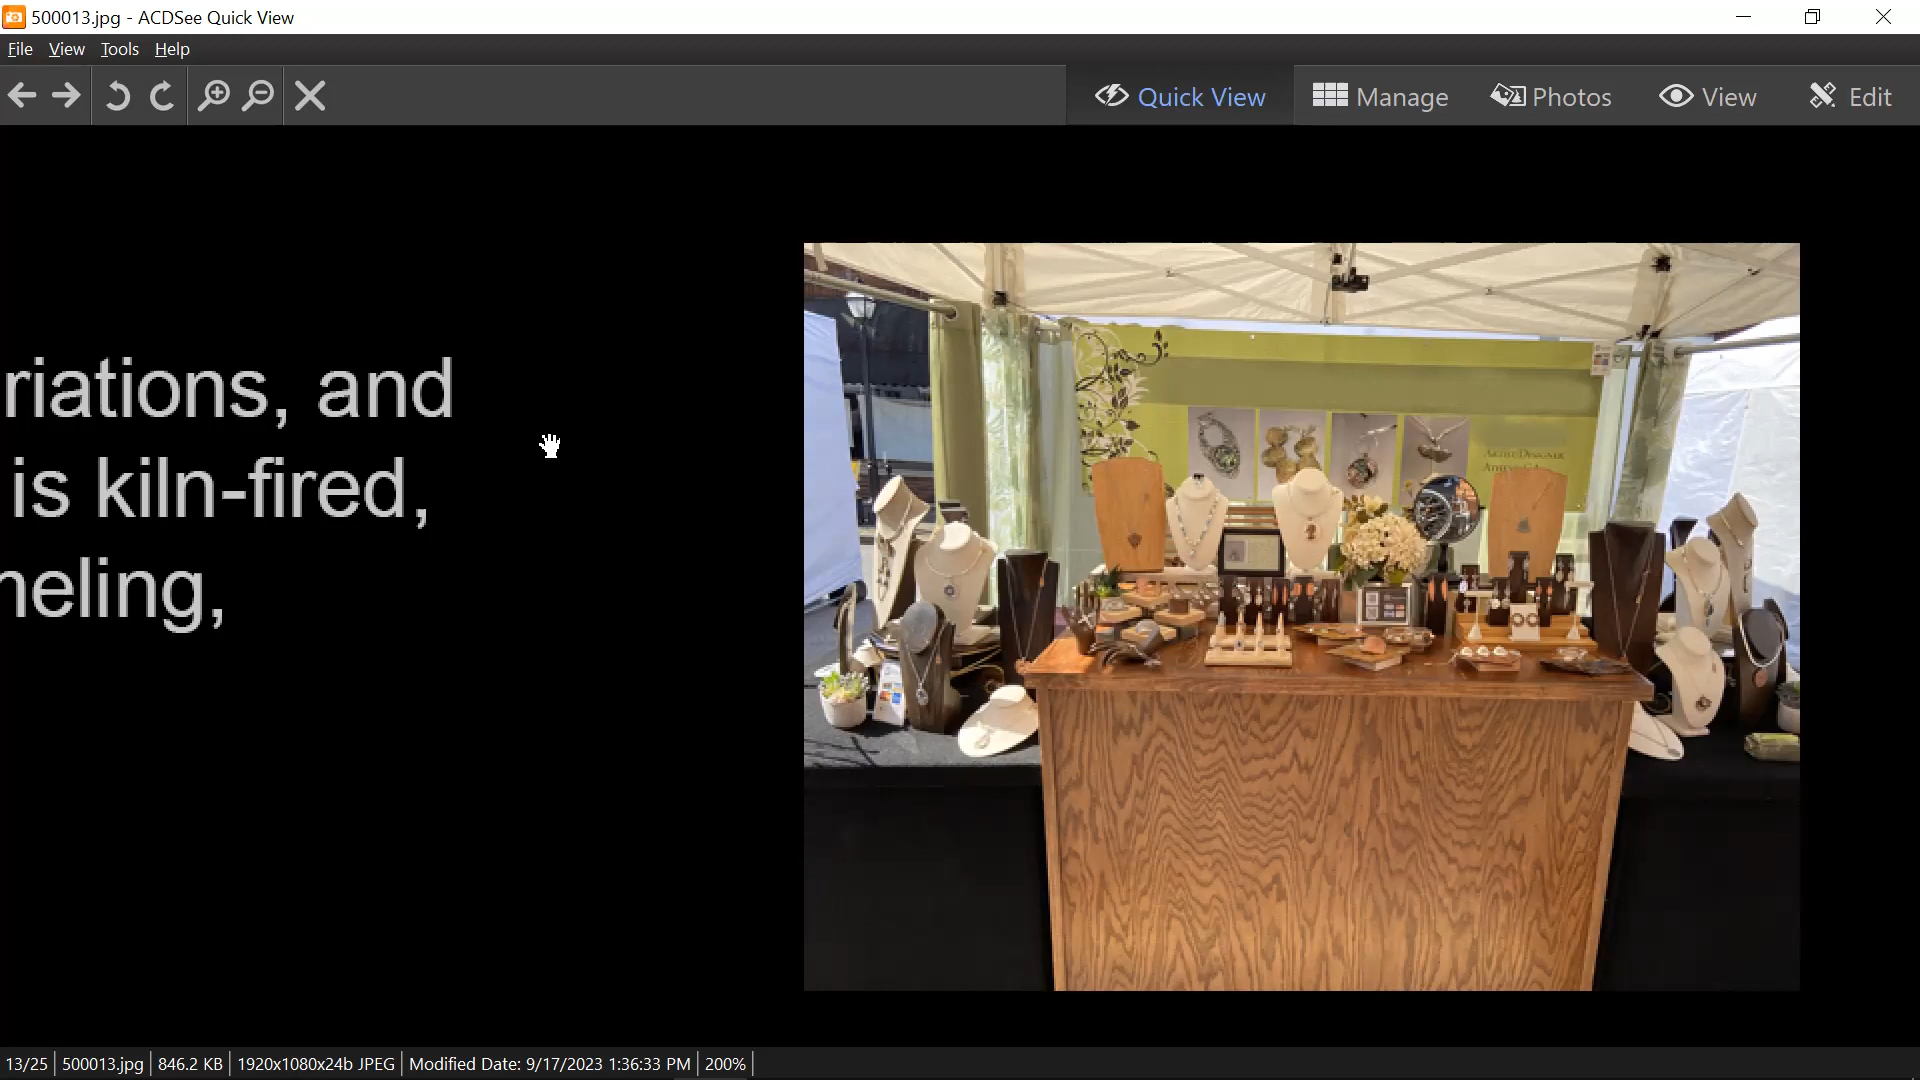 500013.jpg - ACDSee Quick View
File View Tools Help
Quick View Manage Photos View Edit
riations, and
is kiln-fired,
neling,
Artist Designer
13/25 500013.jpg 846.2 KB 1920x1080x24b JPEG Modified Date: 9/17/2023 1:36:33 PM 200%